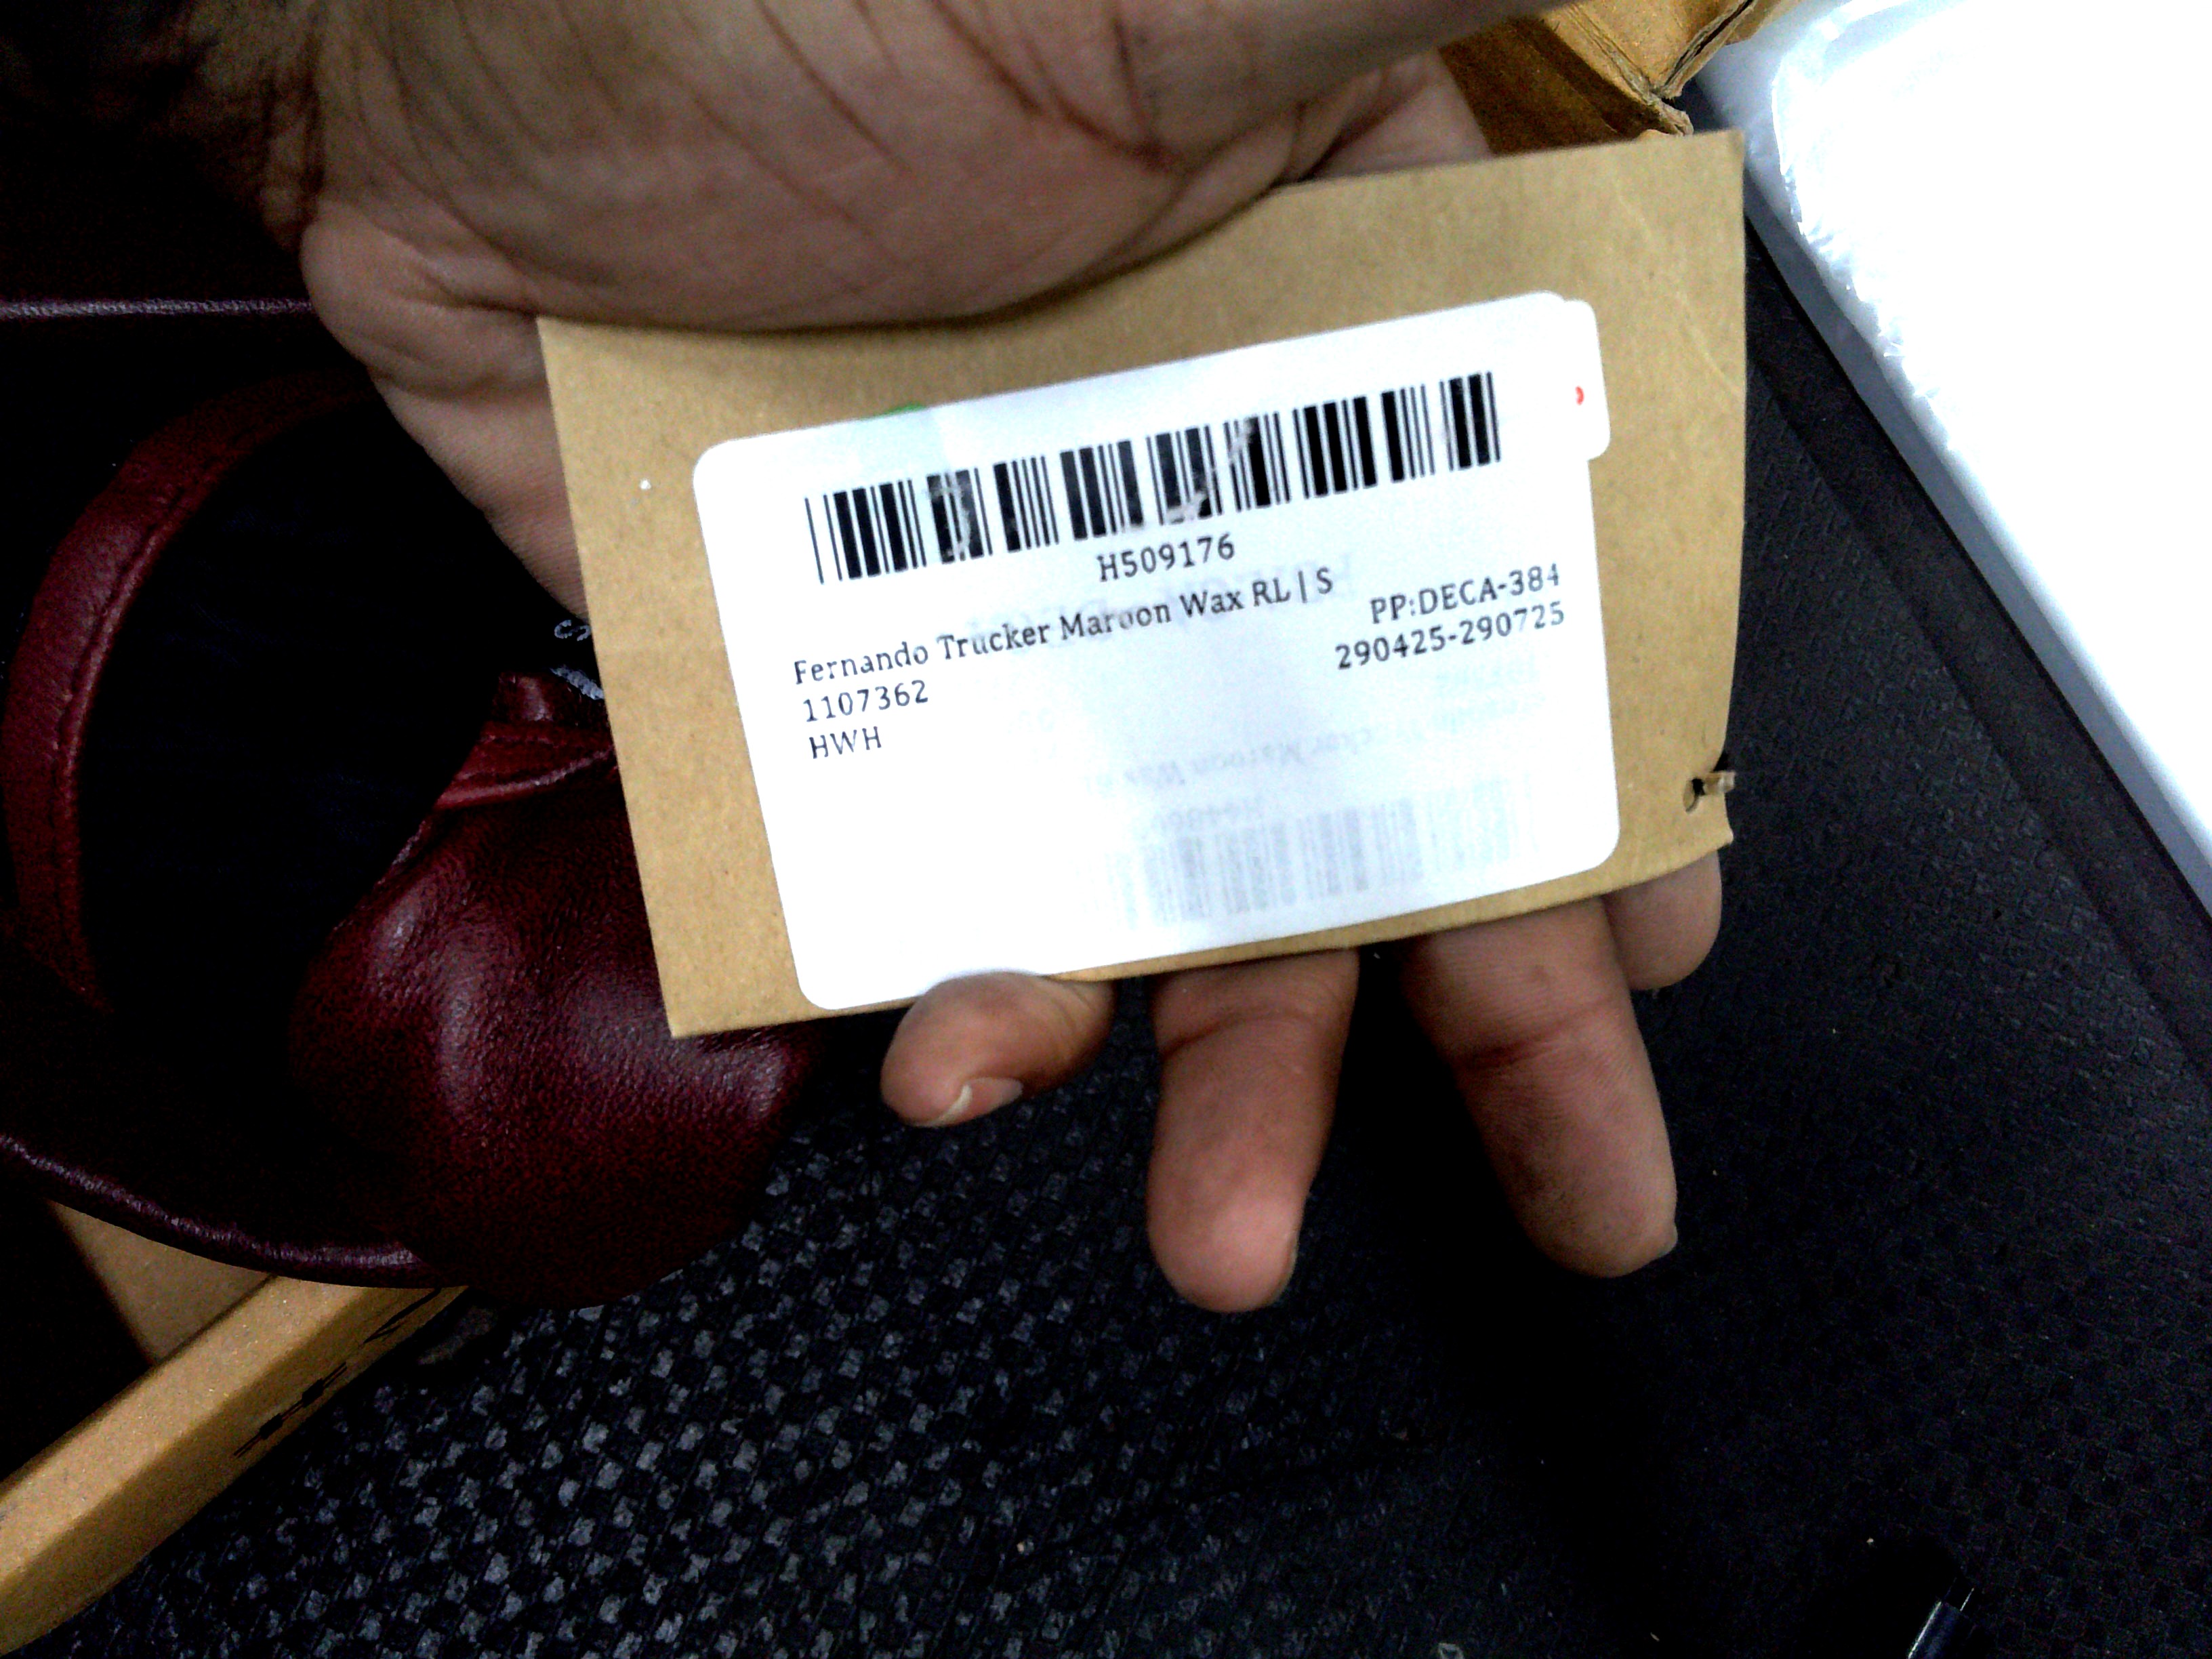 H509176
Fernando Trucker Maroon Wax RL | S
PP:DECA-384
1107362
290425-290725
HWH